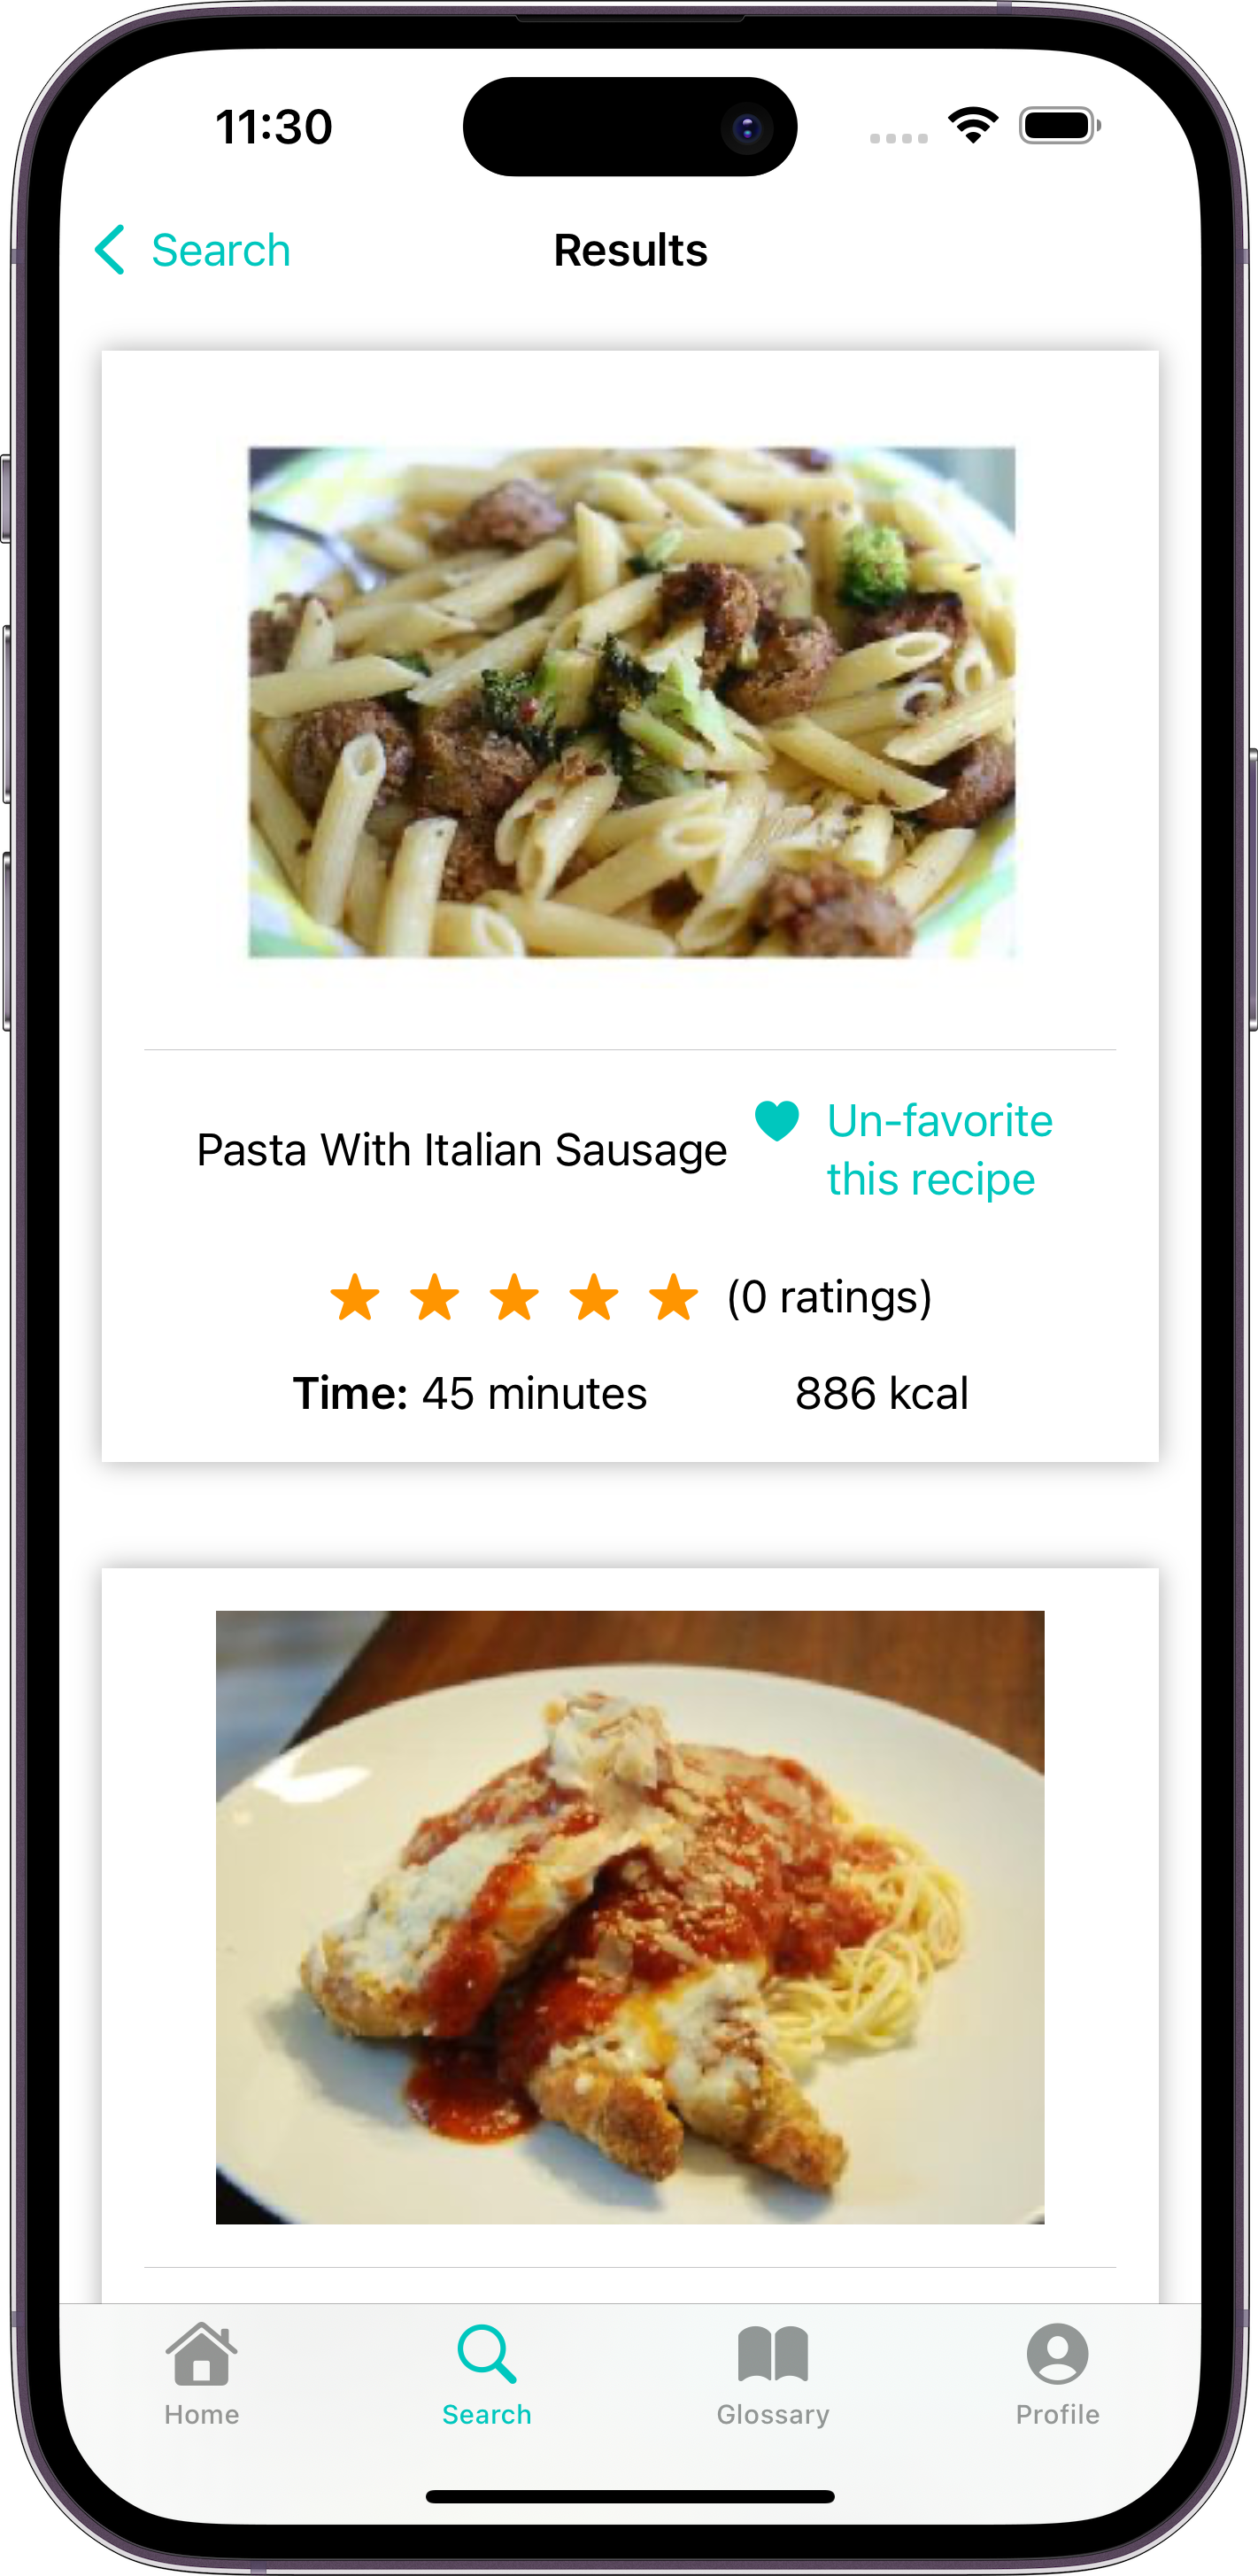 11:30
Search
Results
Pasta With Italian Sausage
Un-favorite
this recipe
(0 ratings)
Time: 45 minutes
886 kcal
Home
Search
Glossary
Profile